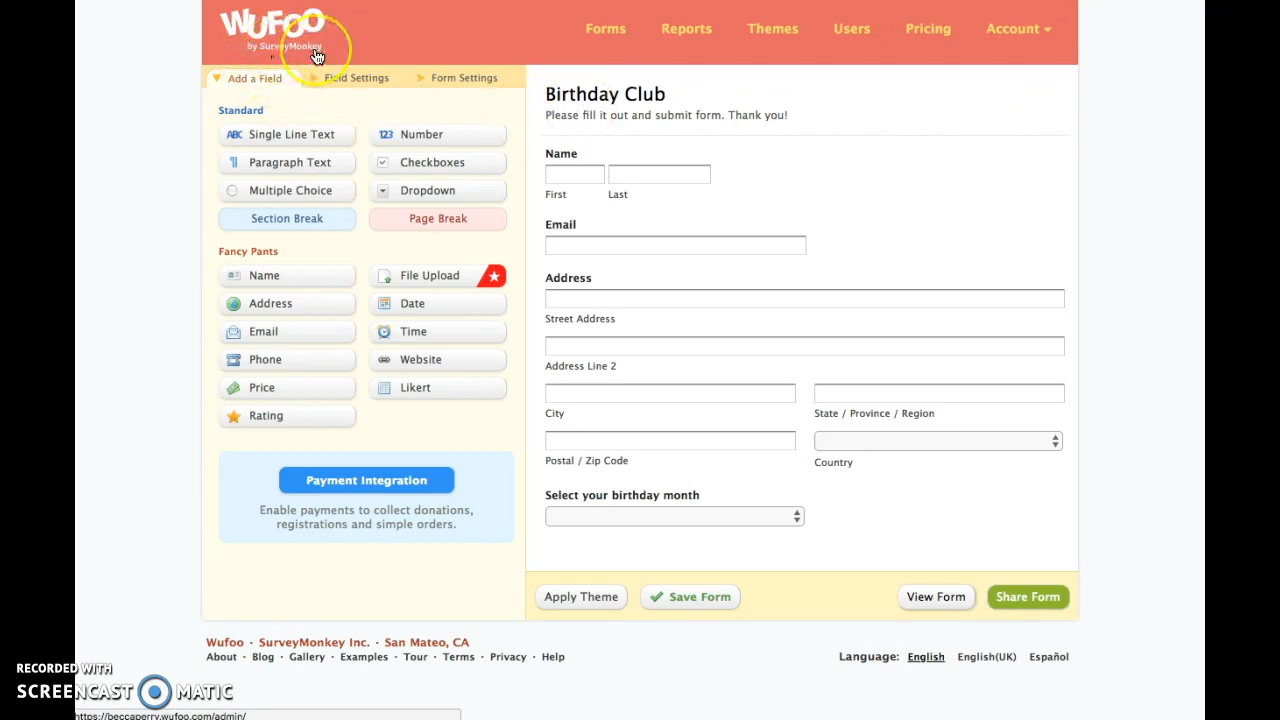 WUFOO
by SurveyMonkey
Forms
Reports
Themes
Users
Pricing
Account
Add a Field
Field Settings
Form Settings
Standard
ABC Single Line Text
123 Number
Paragraph Text
Checkboxes
Multiple Choice
Dropdown
Section Break
Page Break
Fancy Pants
Name
File Upload
Address
Date
Email
Time
Phone
Website
Price
Likert
Rating
Payment Integration
Enable payments to collect donations,
registrations and simple orders.
Birthday Club
Please fill it out and submit form. Thank you!
Name
First
Last
Email
Address
Street Address
Address Line 2
City
State / Province / Region
Postal / Zip Code
Country
Select your birthday month
Apply Theme
Save Form
View Form
Share Form
Wufoo · SurveyMonkey Inc. · San Mateo, CA
About · Blog · Gallery · Examples · Tour · Terms · Privacy · Help
Language: English English(UK) Español
RECORDED WITH
SCREENCAST MATIC
https://beccaperry.wufoo.com/admin/